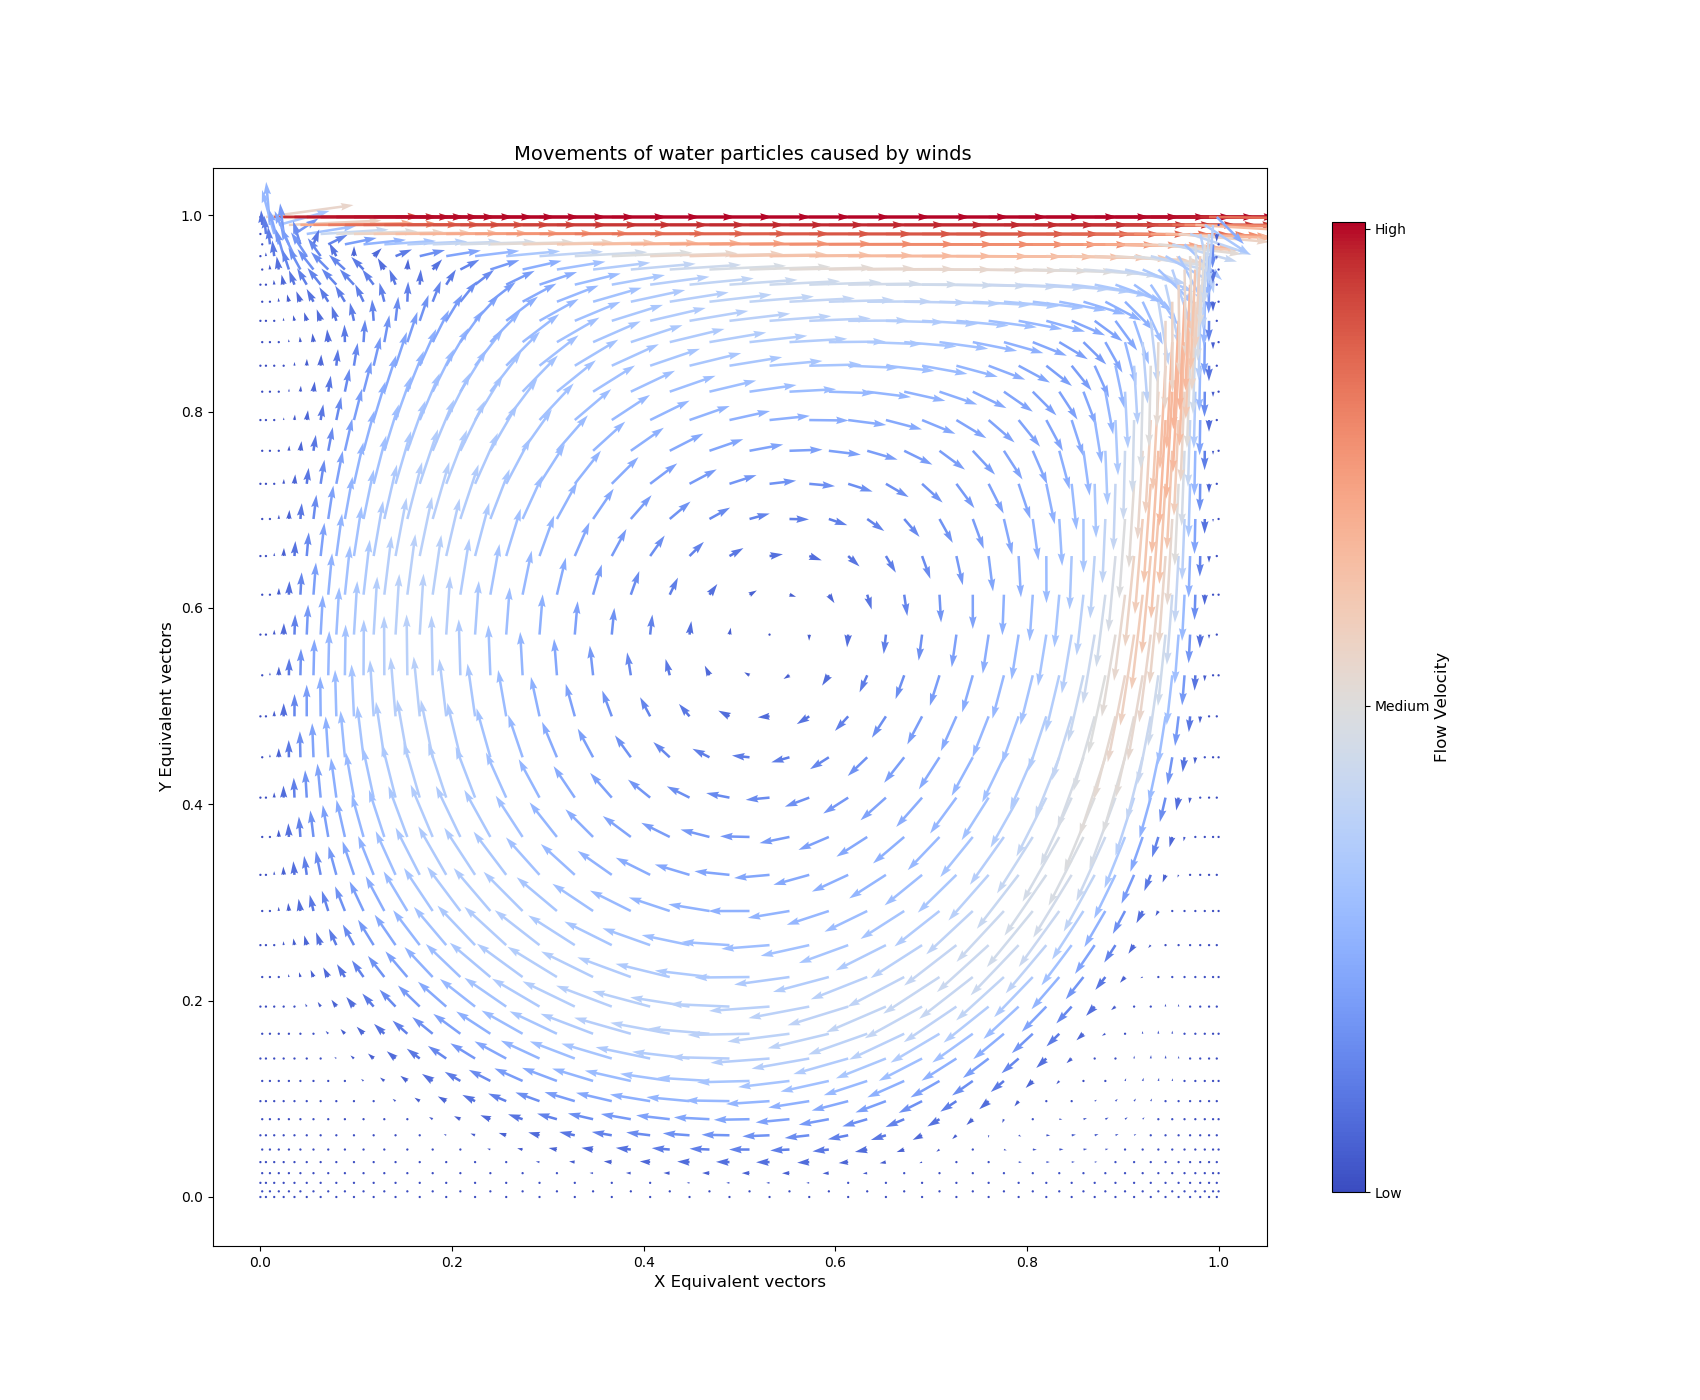 Movements of water particles caused by winds
1.0
0.8
0.6
0.4
0.2
0.0
Y Equivalent vectors
0.0 0.2 0.4 0.6 0.8 1.0
X Equivalent vectors
High
Medium
Low
Flow Velocity